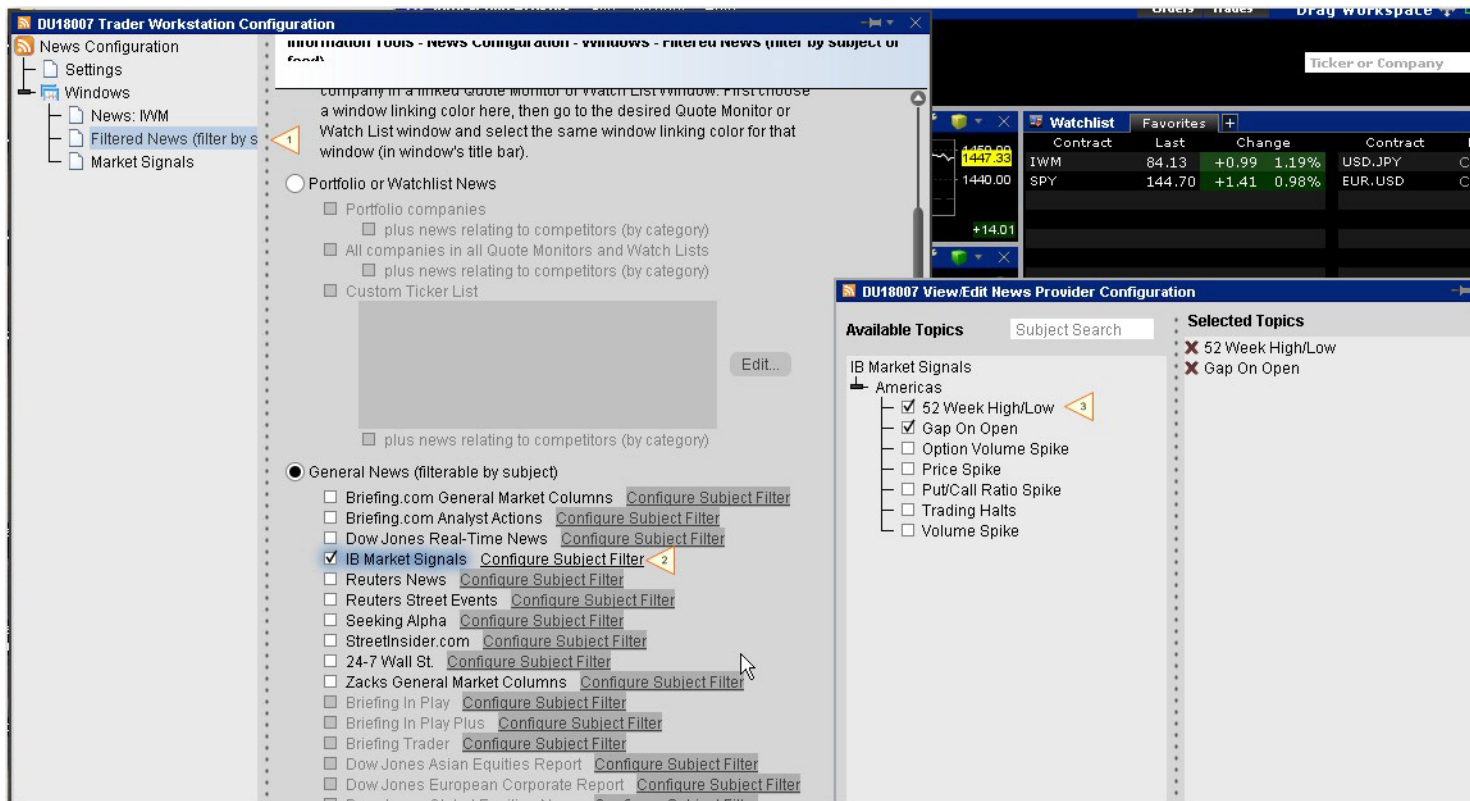 DU18007 Trader Workstation Configuration
News Configuration
Settings
Windows
News: IWM
Filtered News (filter by s
1
Market Signals
Information Tools - News Configuration - Windows - Filtered News (filter by subject or
feed)
company in a linked Quote Monitor or Watch List window. First choose
a window linking color here, then go to the desired Quote Monitor or
Watch List window and select the same window linking color for that
window (in window's title bar).
Portfolio or Watchlist News
Portfolio companies
plus news relating to competitors (by category)
All companies in all Quote Monitors and Watch Lists
plus news relating to competitors (by category)
Custom Ticker List
Edit...
plus news relating to competitors (by category)
General News (filterable by subject)
Briefing.com General Market Columns Configure Subject Filter
Briefing.com Analyst Actions Configure Subject Filter
Dow Jones Real-Time News Configure Subject Filter
IB Market Signals Configure Subject Filter 2
Reuters News Configure Subject Filter
Reuters Street Events Configure Subject Filter
Seeking Alpha Configure Subject Filter
StreetInsider.com Configure Subject Filter
24-7 Wall St. Configure Subject Filter
Zacks General Market Columns Configure Subject Filter
Briefing In Play Configure Subject Filter
Briefing In Play Plus Configure Subject Filter
Briefing Trader Configure Subject Filter
Dow Jones Asian Equities Report Configure Subject Filter
Dow Jones European Corporate Report Configure Subject Filter
Orders Trades Drag Workspace
Ticker or Company
1447.33
1440.00
+14.01
Watchlist Favorites +
Contract Last Change Contract
IWM 84.13 +0.99 1.19% USD.JPY C
SPY 144.70 +1.41 0.98% EUR.USD C
DU18007 View/Edit News Provider Configuration
Available Topics Subject Search
IB Market Signals
Americas
52 Week High/Low 3
Gap On Open
Option Volume Spike
Price Spike
Put/Call Ratio Spike
Trading Halts
Volume Spike
Selected Topics
52 Week High/Low
Gap On Open